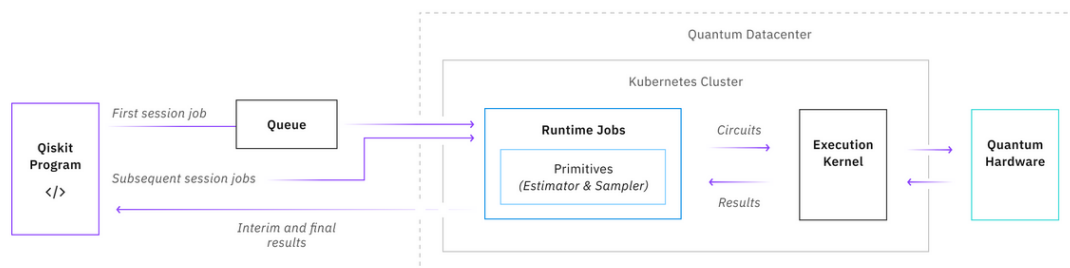 Quantum Datacenter
Kubernetes Cluster
First session job
Queue
Qiskit
Program
</>
Subsequent session jobs
Interim and final
results
Runtime Jobs
Primitives
(Estimator & Sampler)
Circuits
Results
Execution
Kernel
Quantum
Hardware